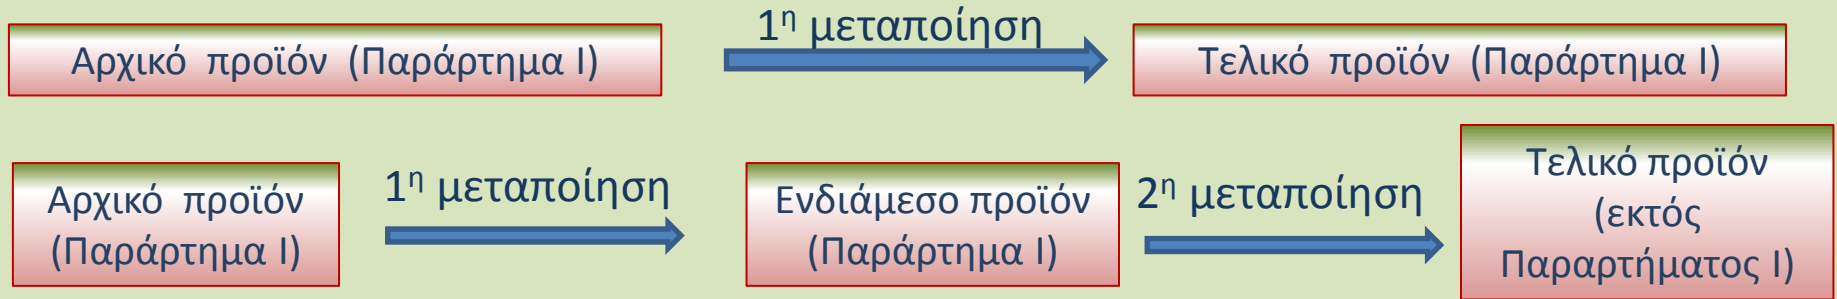 1η μεταποίηση
Αρχικό προϊόν (Παράρτημα Ι)
Τελικό προϊόν (Παράρτημα Ι)
Αρχικό προϊόν
(Παράρτημα Ι)
1η μεταποίηση
Ενδιάμεσο προϊόν
(Παράρτημα Ι)
2η μεταποίηση
Τελικό προϊόν
(εκτός
Παραρτήματος Ι)